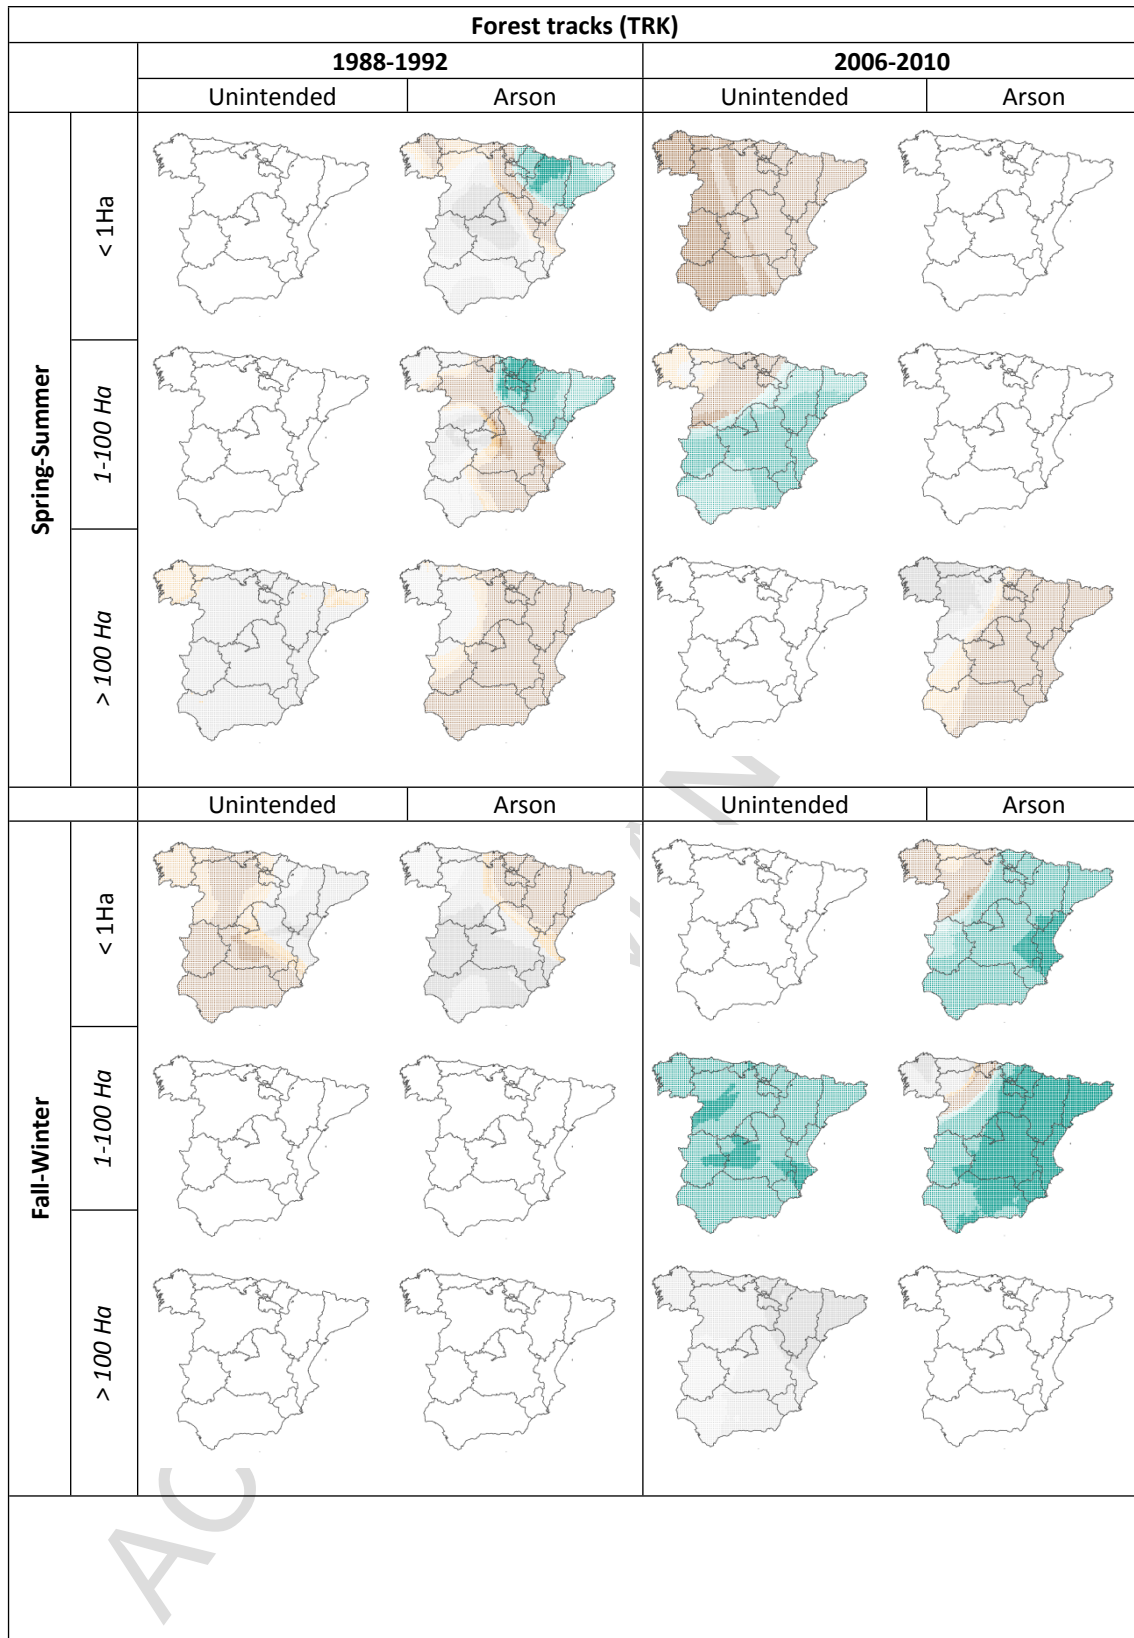 Forest tracks (TRK)
1988-1992 2006-2010
Unintended Arson Unintended Arson
Spring-Summer
< 1Ha
1-100 Ha
> 100 Ha
Unintended Arson Unintended Arson
Fall-Winter
< 1Ha
1-100 Ha
> 100 Ha
AC